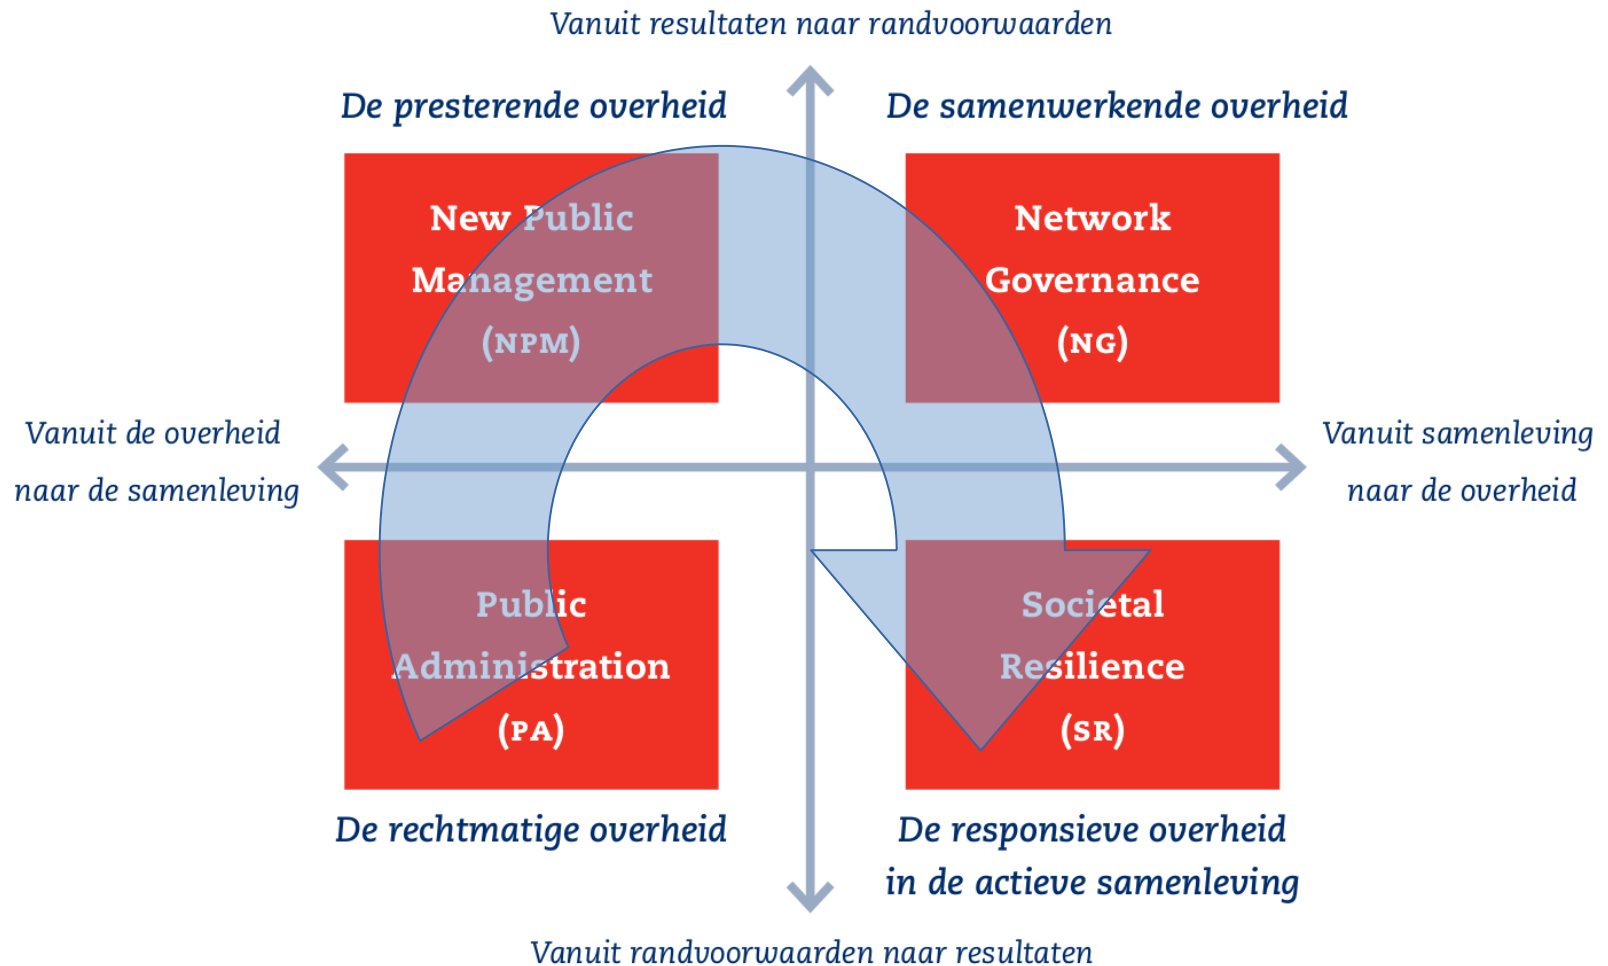 Vanuit resultaten naar randvoorwaarden
De presterende overheid
De samenwerkende overheid
New Public
Management
(NPM)
Network
Governance
(NG)
Vanuit de overheid
naar de samenleving
Vanuit samenleving
naar de overheid
Public
Administration
(PA)
Societal
Resilience
(SR)
De rechtmatige overheid
De responsieve overheid
in de actieve samenleving
Vanuit randvoorwaarden naar resultaten